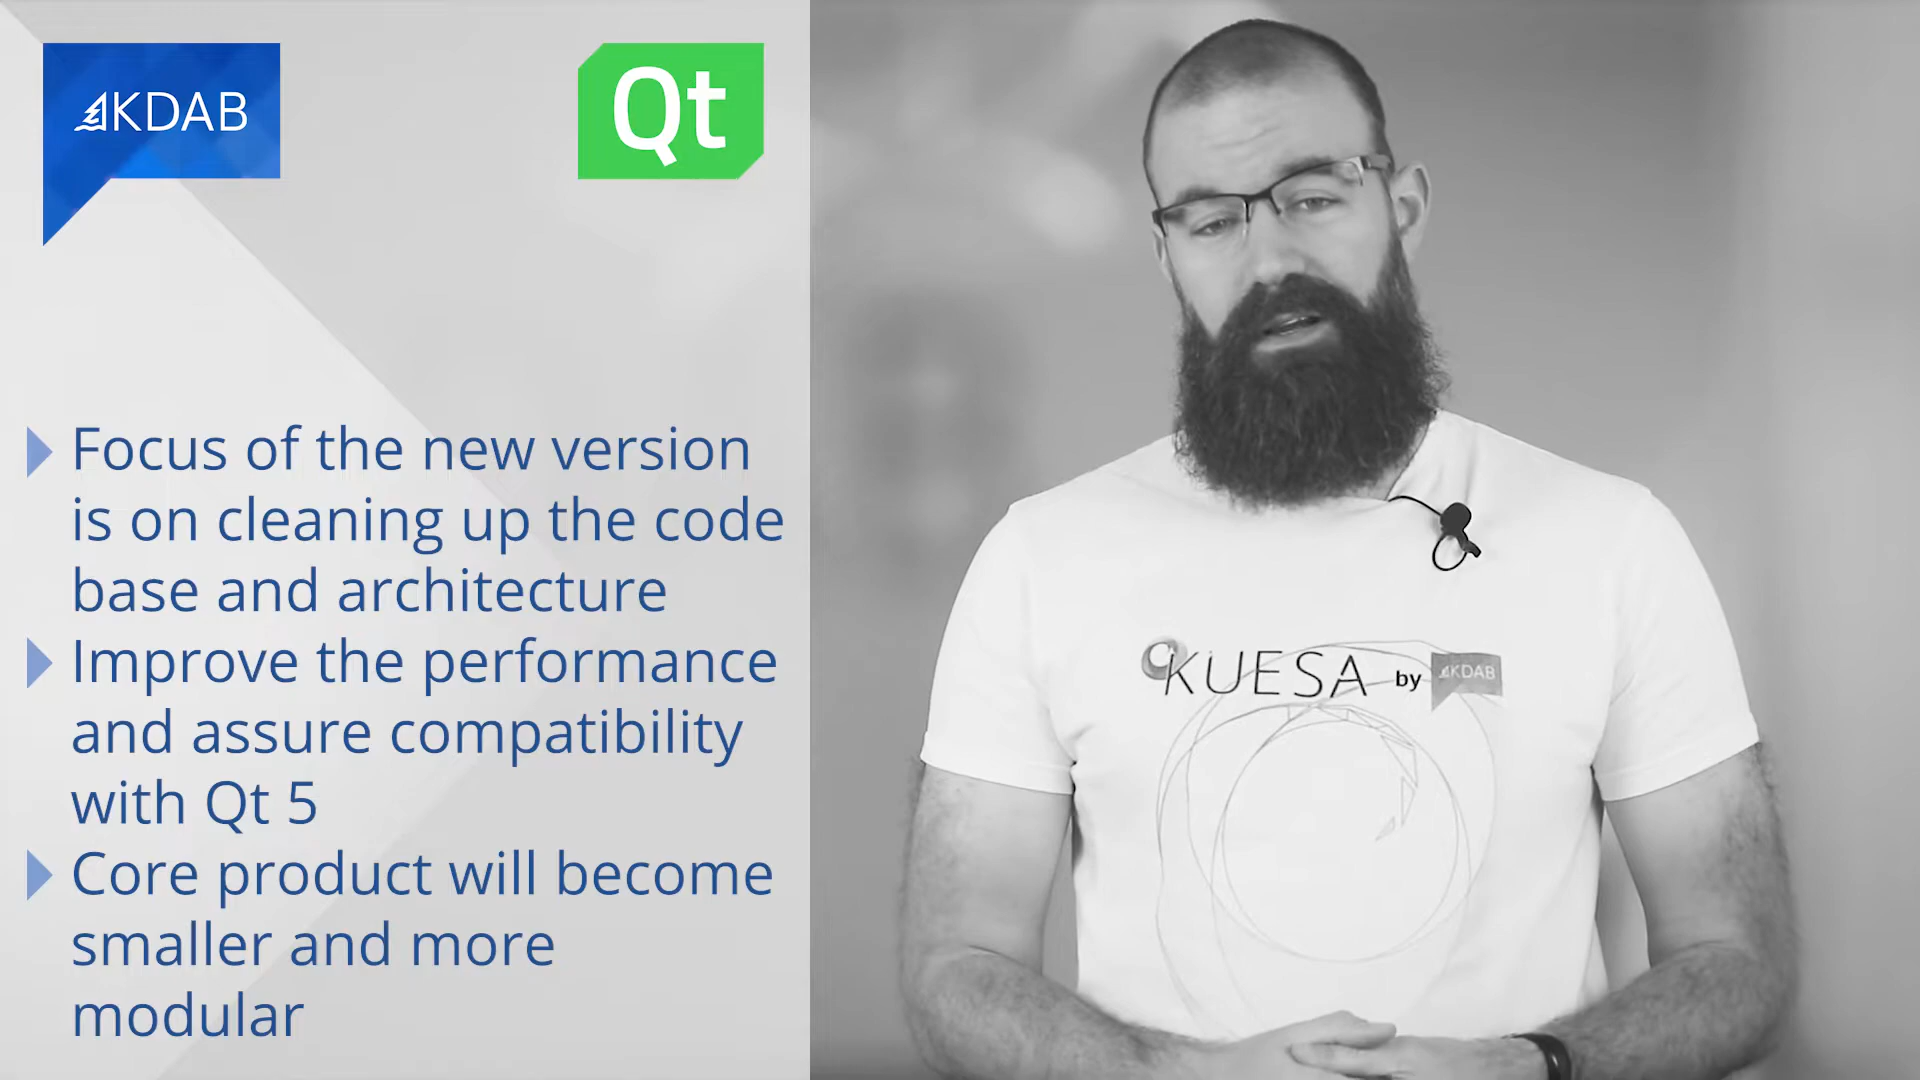 KDAB
Qt
Focus of the new version
is on cleaning up the code
base and architecture
Improve the performance
and assure compatibility
with Qt 5
Core product will become
smaller and more
modular
KUESA by KDAB